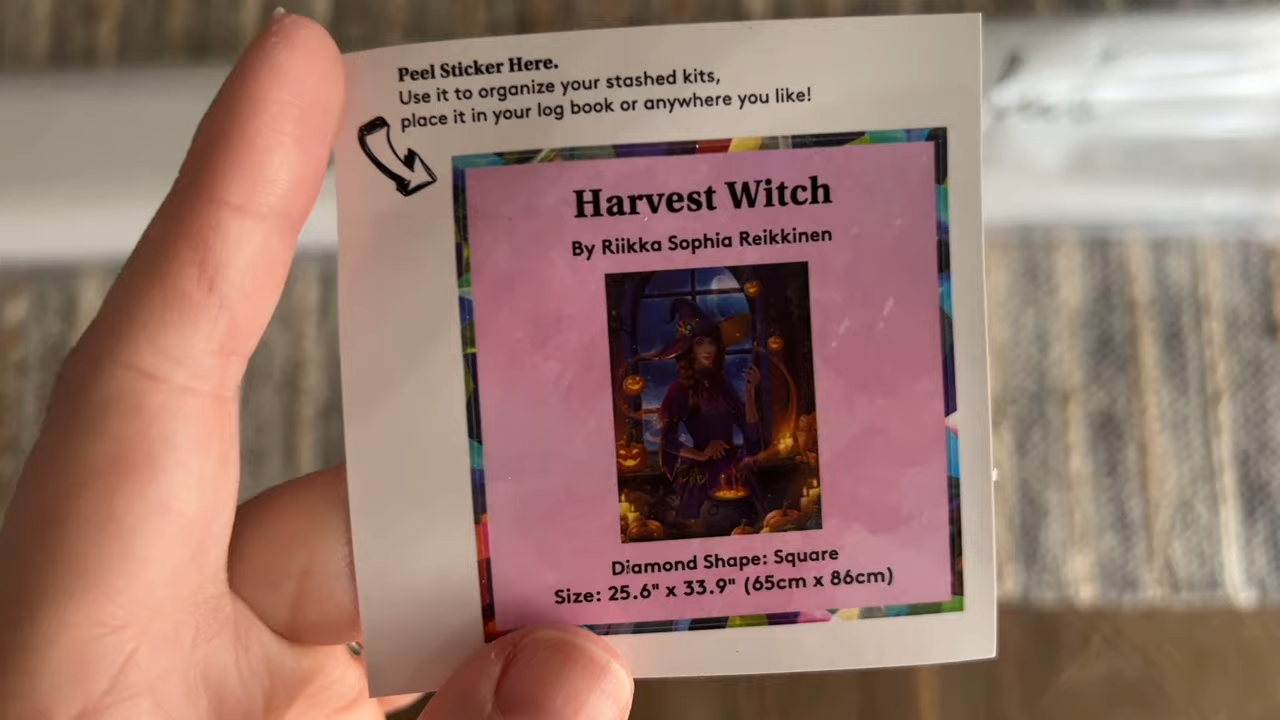 Peel Sticker Here.
Use it to organize your stashed kits,
place it in your log book or anywhere you like!
Harvest Witch
By Riikka Sophia Reikkinen
Diamond Shape: Square
Size: 25.6" x 33.9" (65cm x 86cm)